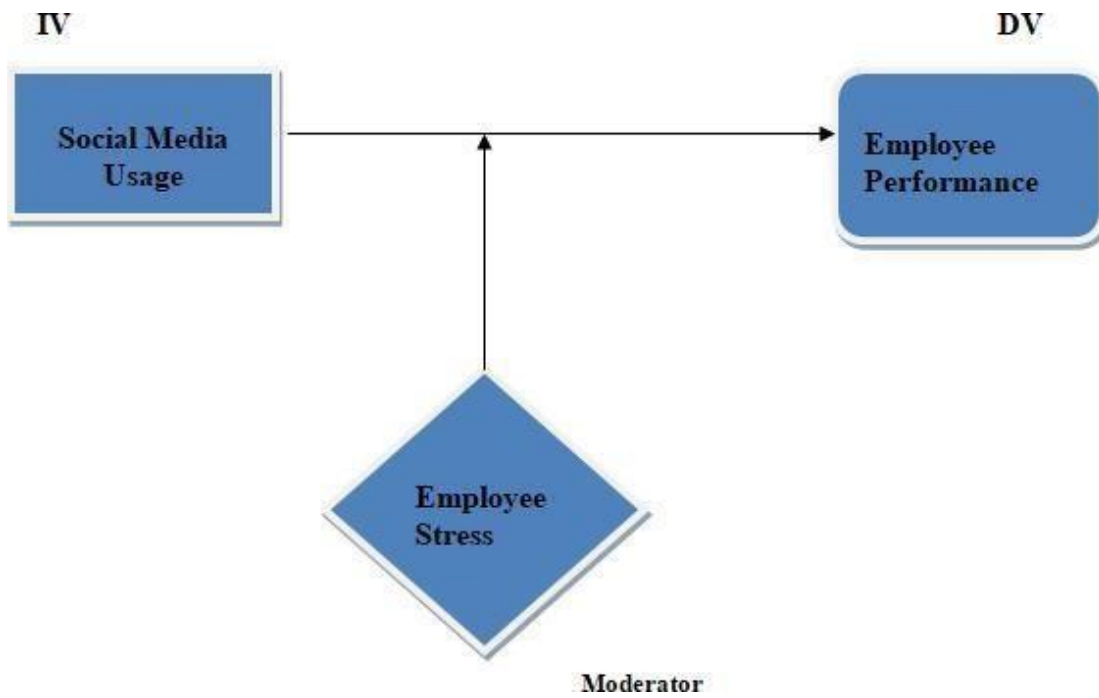 IV
DV
Social Media
Usage
Employee
Performance
Employee
Stress
Moderator